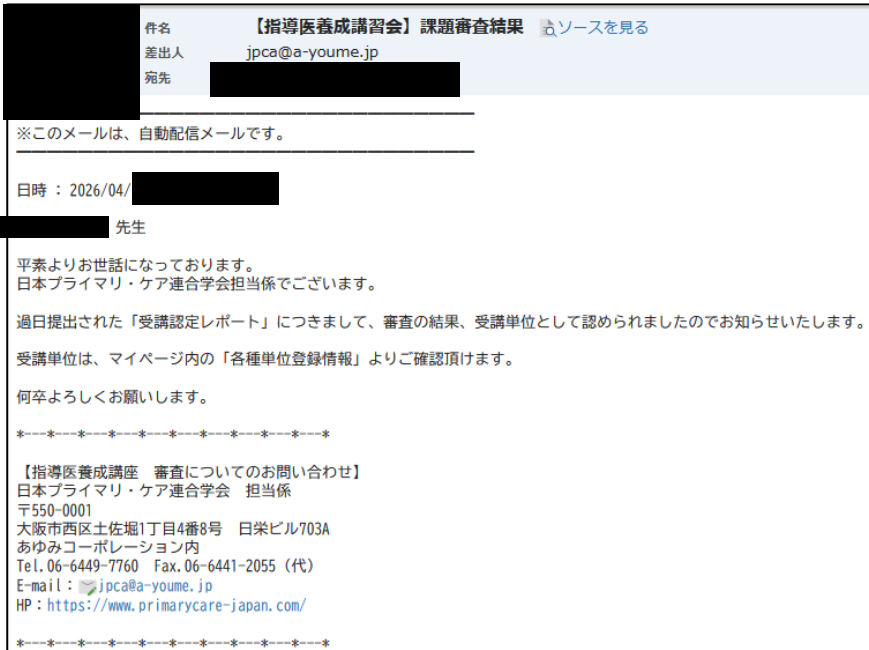 件名 【指導医養成講習会】課題審査結果 ソースを見る
差出人 jpca@a-youme.jp
宛先
※このメールは、自動配信メールです。
日時 : 2026/04/
先生
平素よりお世話になっております。
日本プライマリ・ケア連合学会担当係でございます。
過日提出された「受講認定レポート」につきまして、審査の結果、受講単位として認められましたのでお知らせいたします。
受講単位は、マイページ内の「各種単位登録情報」よりご確認頂けます。
何卒よろしくお願いします。
*---*---*---*---*---*---*---*---*---*---*
【指導医養成講座　審査についてのお問い合わせ】
日本プライマリ・ケア連合学会　担当係
〒550-0001
大阪市西区土佐堀1丁目4番8号　日栄ビル703A
あゆみコーポレーション内
Tel.06-6449-7760 Fax.06-6441-2055（代）
E-mail：jpca@a-youme.jp
HP：https://www.primarycare-japan.com/
*---*---*---*---*---*---*---*---*---*---*